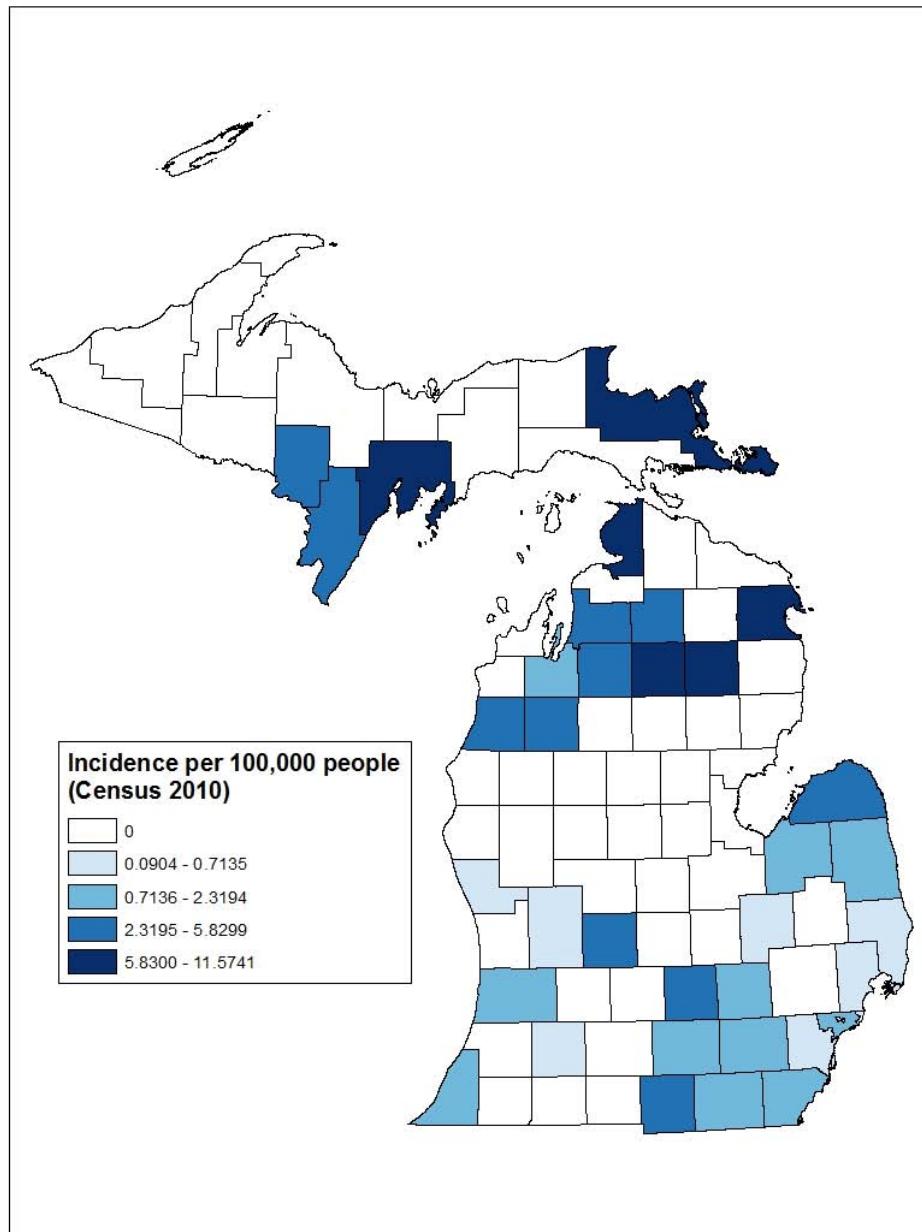 Incidence per 100,000 people
(Census 2010)
0
0.0904 - 0.7135
0.7136 - 2.3194
2.3195 - 5.8299
5.8300 - 11.5741